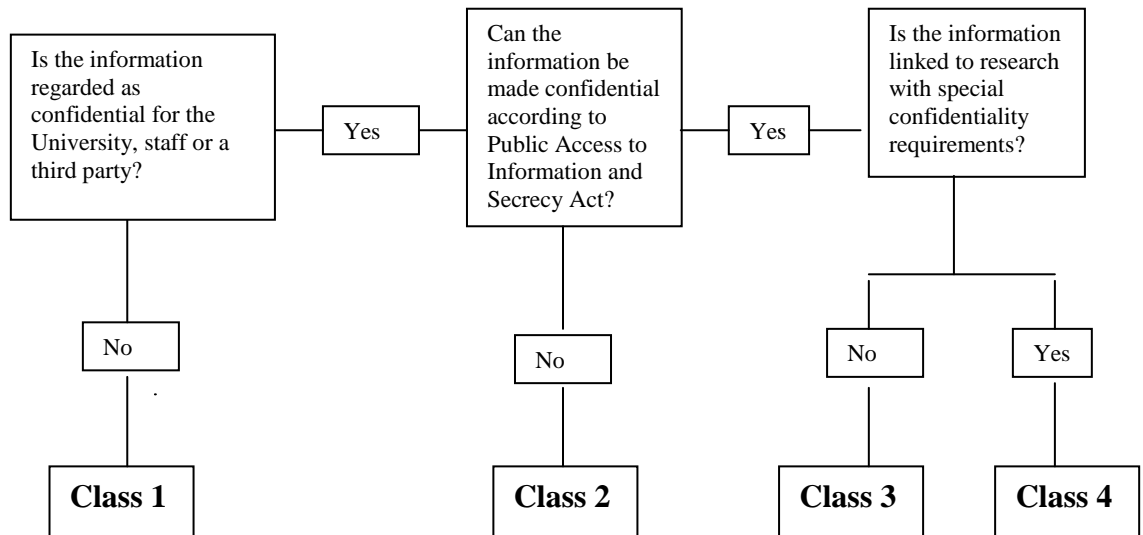 Is the information
regarded as
confidential for the
University, staff or a
third party?
Yes
Can the
information be
made confidential
according to
Public Access to
Information and
Secrecy Act?
Yes
Is the information
linked to research
with special
confidentiality
requirements?
No
No
No
Yes
Class 1
Class 2
Class 3
Class 4